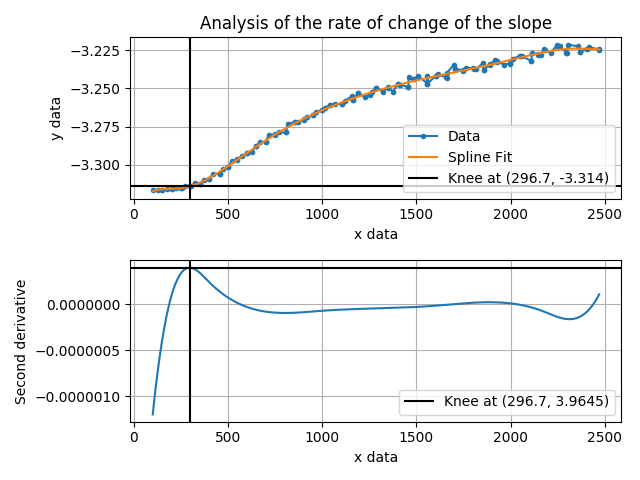 Analysis of the rate of change of the slope
−3.225
−3.250
−3.275
−3.300
y data
Data
Spline Fit
Knee at (296.7, -3.314)
0 500 1000 1500 2000 2500
x data
0.0000000
−0.0000005
−0.0000010
Second derivative
Knee at (296.7, 3.9645)
0 500 1000 1500 2000 2500
x data